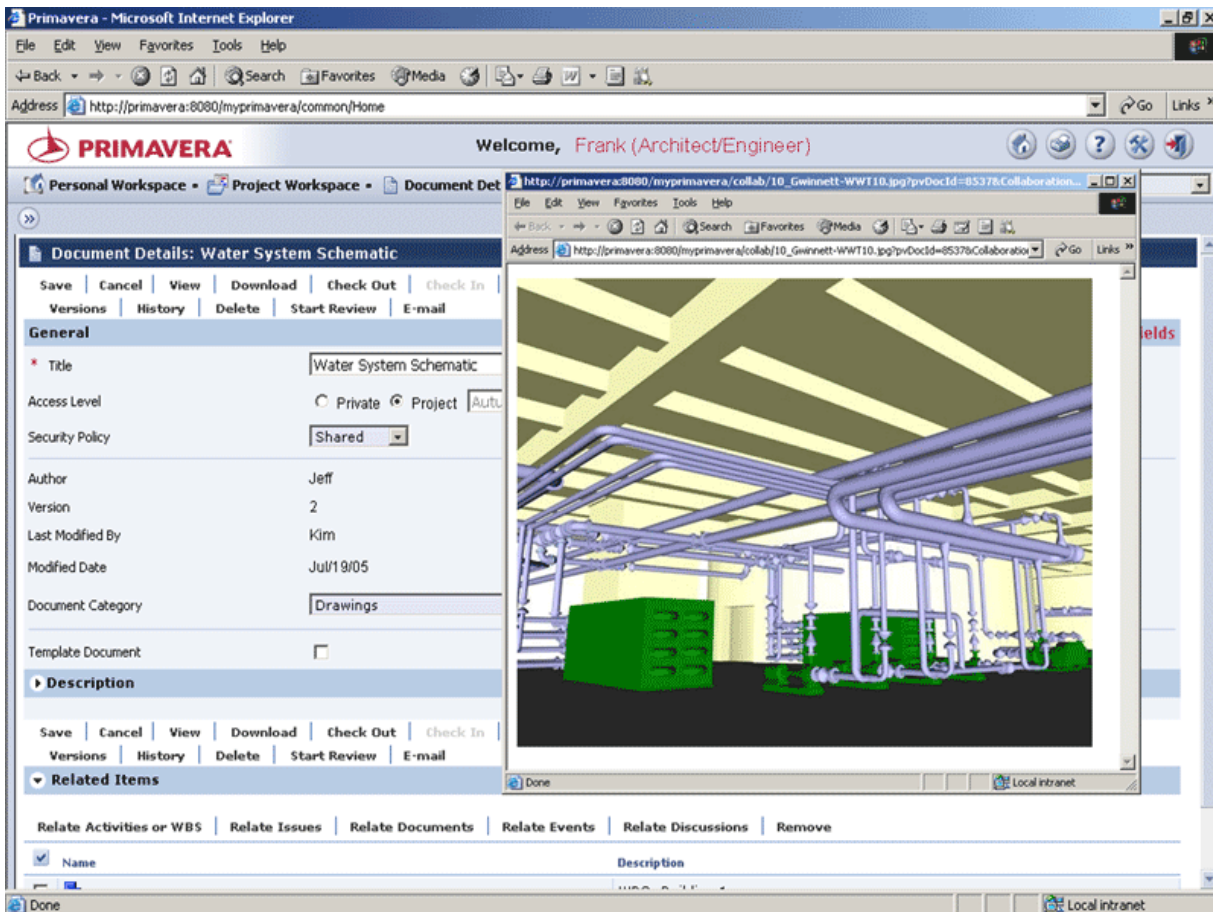 Primavera - Microsoft Internet Explorer
File Edit View Favorites Tools Help
Back Search Favorites Media
Address http://primavera:8080/myprimavera/common/Home Go Links »
PRIMAVERA Welcome, Frank (Architect/Engineer)
Personal Workspace Project Workspace Document Det
http://primavera:8080/myprimavera/collab/10_Gwinnett-WWT10.jpg?pvDocId=8537&Collaboration...
File Edit View Favorites Tools Help
Back Search Favorites Media
Address http://primavera:8080/myprimavera/collab/10_Gwinnett-WWT10.jpg?pvDocId=8537&Collaboration Go Links »
Document Details: Water System Schematic
Save Cancel View Download Check Out Check In
Versions History Delete Start Review E-mail
General ields
* Title Water System Schematic
Access Level Private Project Autu
Security Policy Shared
Author Jeff
Version 2
Last Modified By Kim
Modified Date Jul/19/05
Document Category Drawings
Template Document
Description
Save Cancel View Download Check Out Check In
Versions History Delete Start Review E-mail
Related Items
Done Local intranet
Relate Activities or WBS Relate Issues Relate Documents Relate Events Relate Discussions Remove
Name Description
Done Local intranet